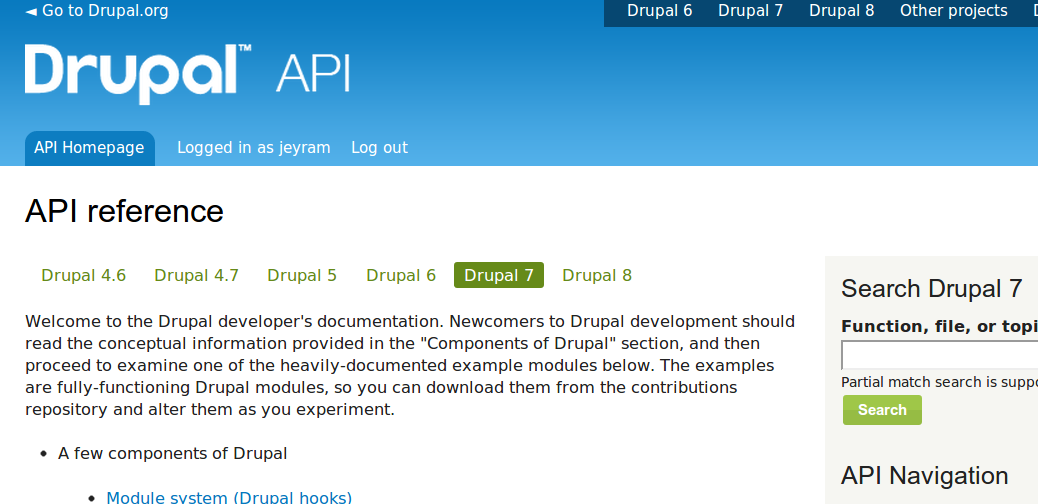 ◄ Go to Drupal.org
Drupal 6 Drupal 7 Drupal 8 Other projects
Drupal™ API
API Homepage Logged in as jeyram Log out
API reference
Drupal 4.6 Drupal 4.7 Drupal 5 Drupal 6 Drupal 7 Drupal 8
Welcome to the Drupal developer's documentation. Newcomers to Drupal development should
read the conceptual information provided in the "Components of Drupal" section, and then
proceed to examine one of the heavily-documented example modules below. The examples
are fully-functioning Drupal modules, so you can download them from the contributions
repository and alter them as you experiment.
• A few components of Drupal
• Module system (Drupal hooks)
Search Drupal 7
Function, file, or topi
Partial match search is suppo
Search
API Navigation